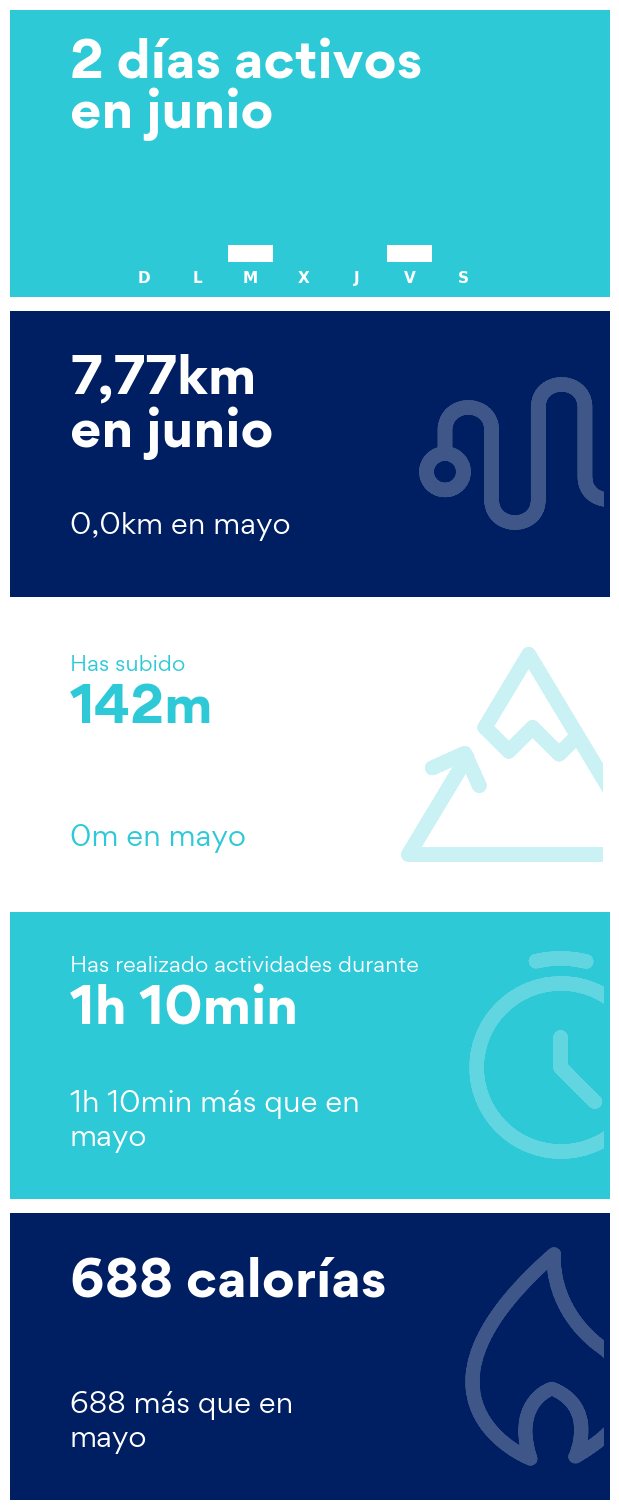 2 días activos
en junio
D L M X J V S
7,77km
en junio
0,0km en mayo
Has subido
142m
0m en mayo
Has realizado actividades durante
1h 10min
1h 10min más que en
mayo
688 calorías
688 más que en
mayo